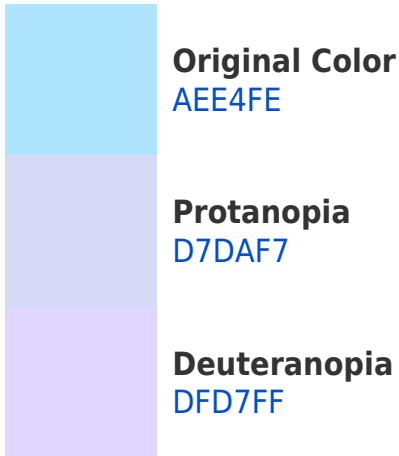 Original Color
AEE4FE
Protanopia
D7DAF7
Deuteranopia
DFD7FF